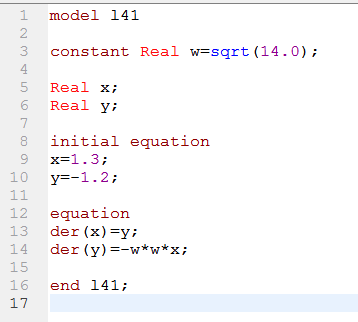 1 model l41
2
3 constant Real w=sqrt(14.0);
4
5 Real x;
6 Real y;
7
8 initial equation
9 x=1.3;
10 y=-1.2;
11
12 equation
13 der(x)=y;
14 der(y)=-w*w*x;
15
16 end l41;
17